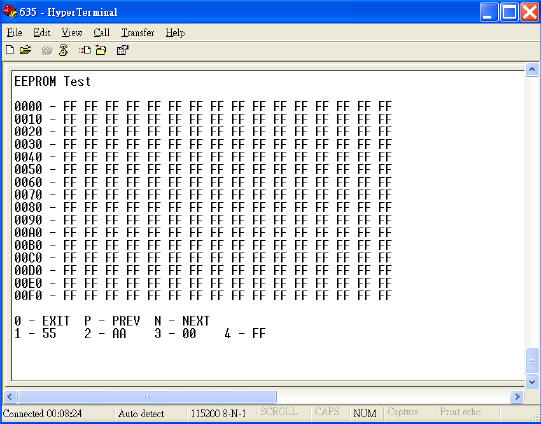 635 - HyperTerminal
File Edit View Call Transfer Help
EEPROM Test
0000 - FF FF FF FF FF FF FF FF FF FF FF FF FF FF FF FF
0010 - FF FF FF FF FF FF FF FF FF FF FF FF FF FF FF FF
0020 - FF FF FF FF FF FF FF FF FF FF FF FF FF FF FF FF
0030 - FF FF FF FF FF FF FF FF FF FF FF FF FF FF FF FF
0040 - FF FF FF FF FF FF FF FF FF FF FF FF FF FF FF FF
0050 - FF FF FF FF FF FF FF FF FF FF FF FF FF FF FF FF
0060 - FF FF FF FF FF FF FF FF FF FF FF FF FF FF FF FF
0070 - FF FF FF FF FF FF FF FF FF FF FF FF FF FF FF FF
0080 - FF FF FF FF FF FF FF FF FF FF FF FF FF FF FF FF
0090 - FF FF FF FF FF FF FF FF FF FF FF FF FF FF FF FF
00A0 - FF FF FF FF FF FF FF FF FF FF FF FF FF FF FF FF
00B0 - FF FF FF FF FF FF FF FF FF FF FF FF FF FF FF FF
00C0 - FF FF FF FF FF FF FF FF FF FF FF FF FF FF FF FF
00D0 - FF FF FF FF FF FF FF FF FF FF FF FF FF FF FF FF
00E0 - FF FF FF FF FF FF FF FF FF FF FF FF FF FF FF FF
00F0 - FF FF FF FF FF FF FF FF FF FF FF FF FF FF FF FF
0 - EXIT P - PREV N - NEXT
1 - 55 2 - AA 3 - 00 4 - FF
Connected 00:08:24 Auto detect 115200 8-N-1 SCROLL CAPS NUM Capture Print echo